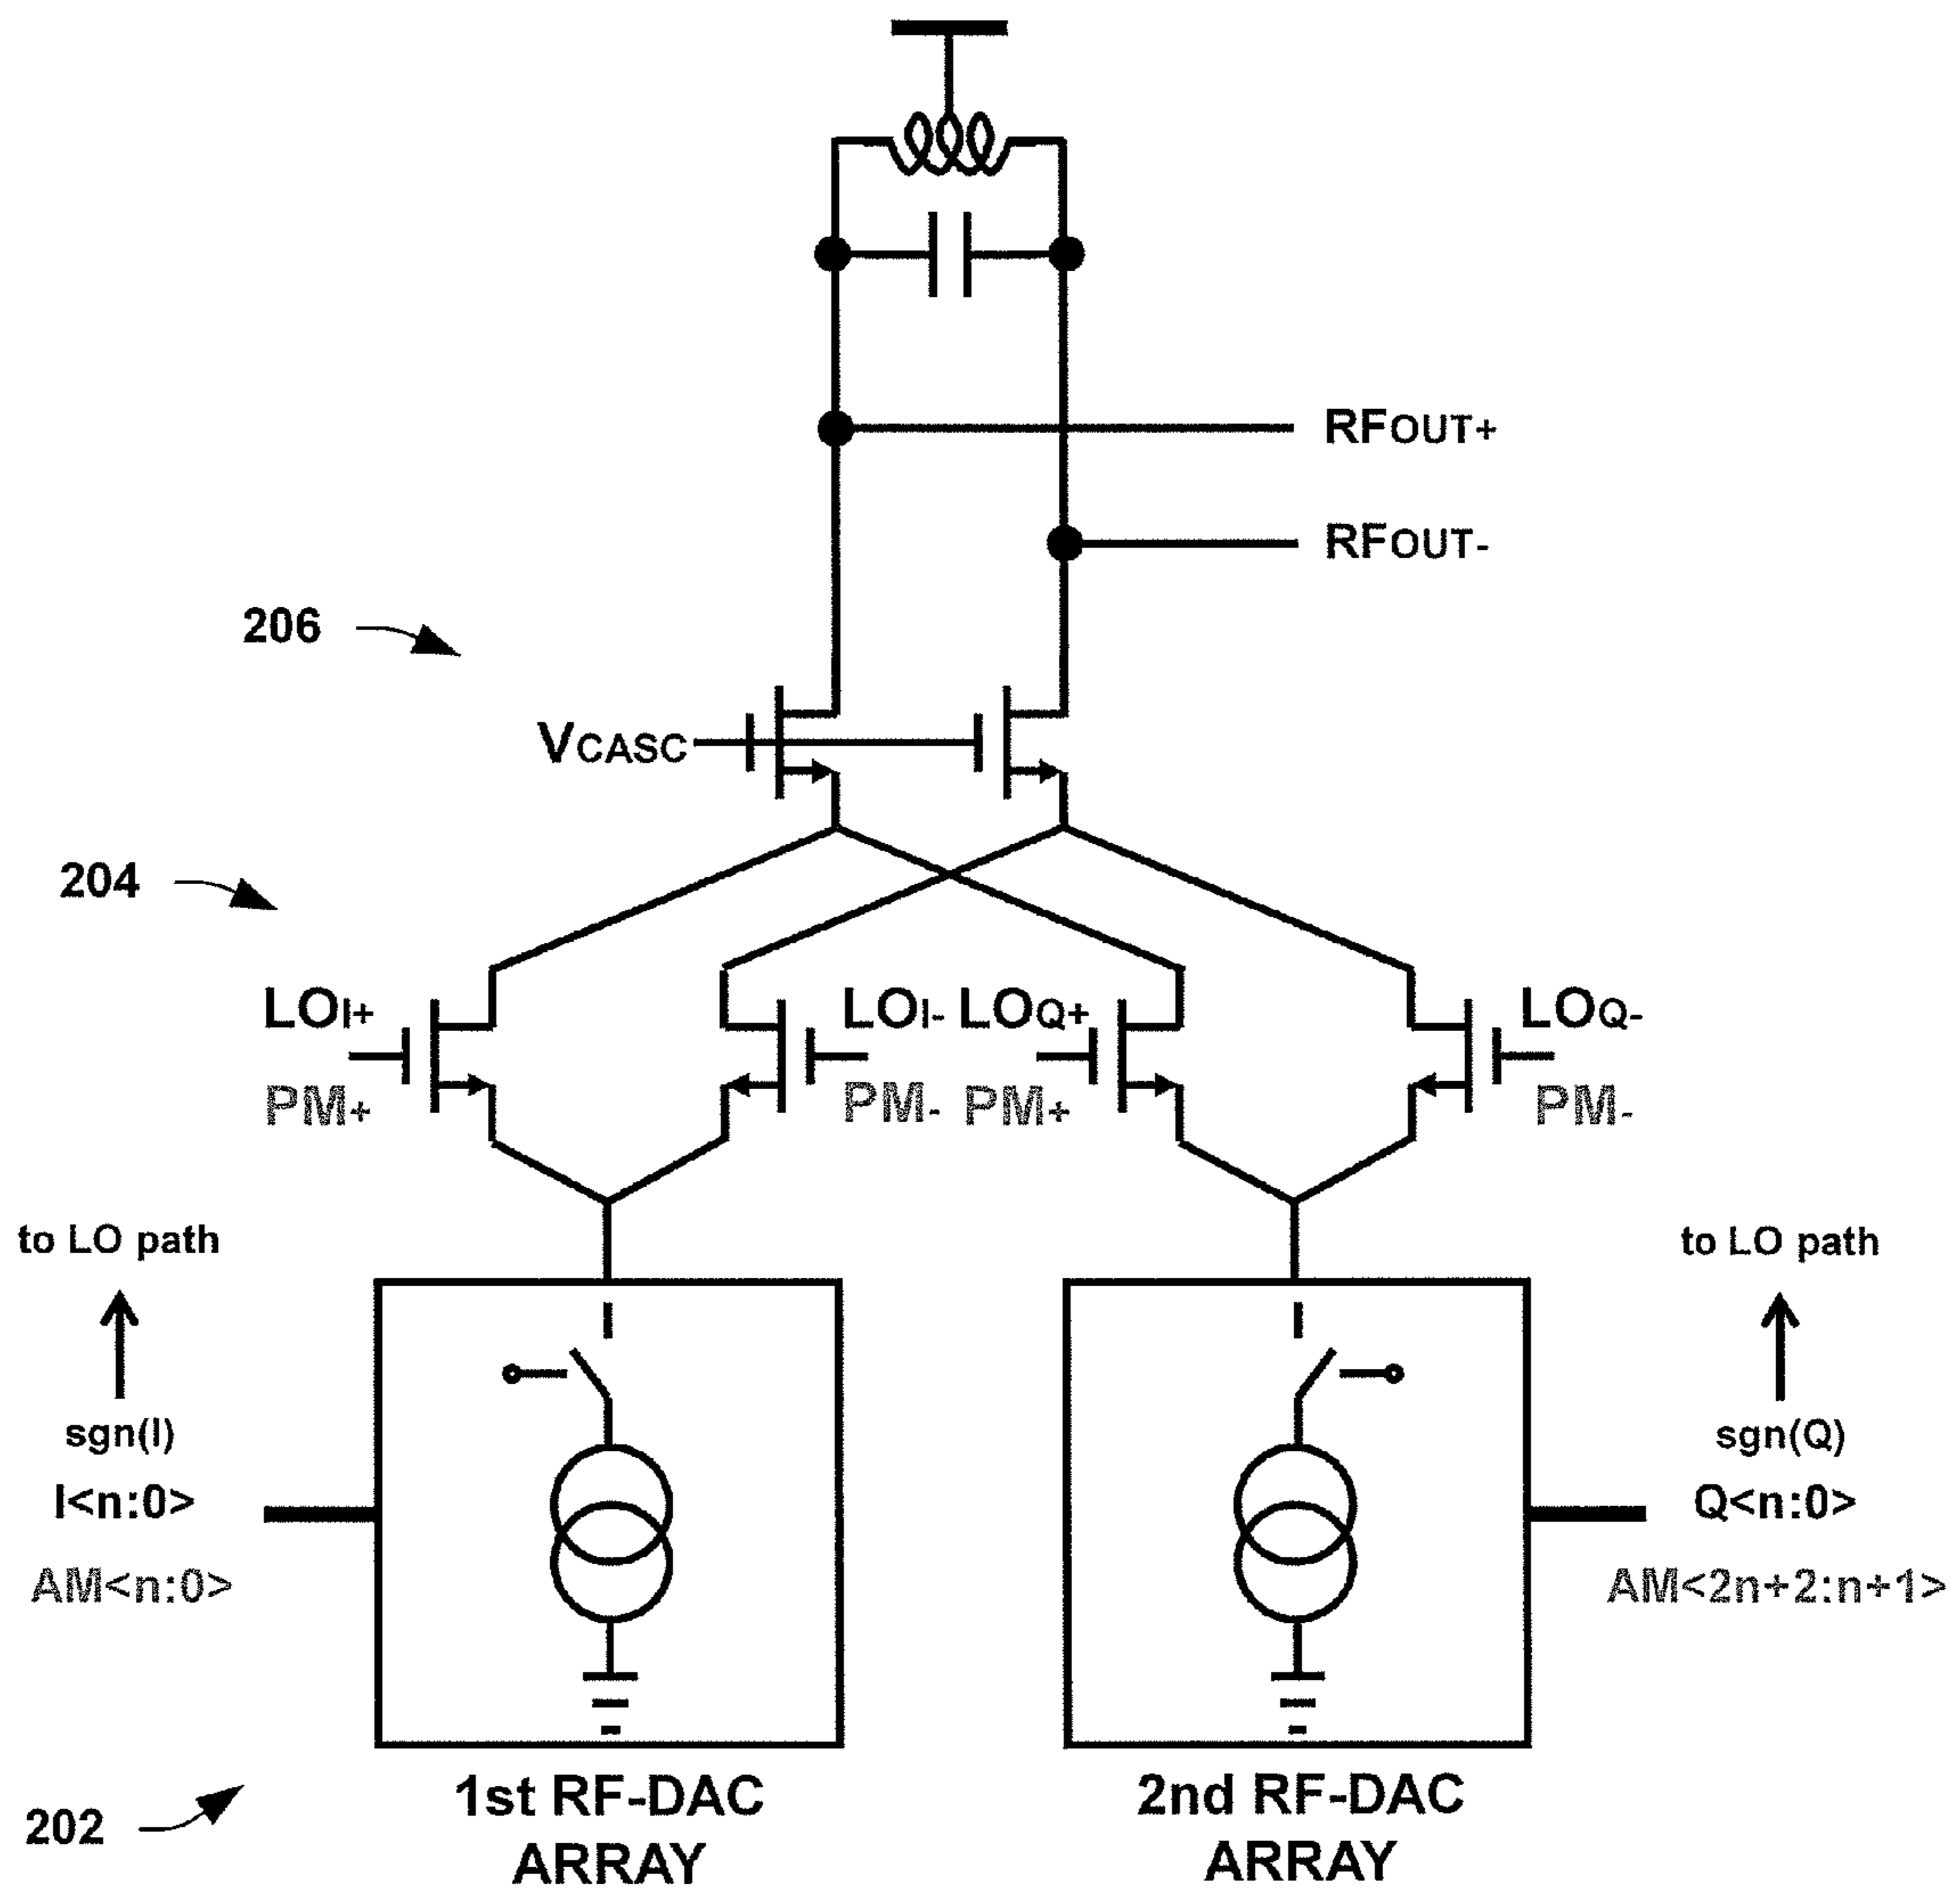 RFOUT+
RFOUT-
206
VCASC
204
LOI+ LOI- LOQ+ LOQ-
PM+ PM- PM+ PM-
to LO path to LO path
sgn(I) sgn(Q)
I<n:0> Q<n:0>
AM<n:0> AM<2n+2:n+1>
1st RF-DAC ARRAY
2nd RF-DAC ARRAY
202